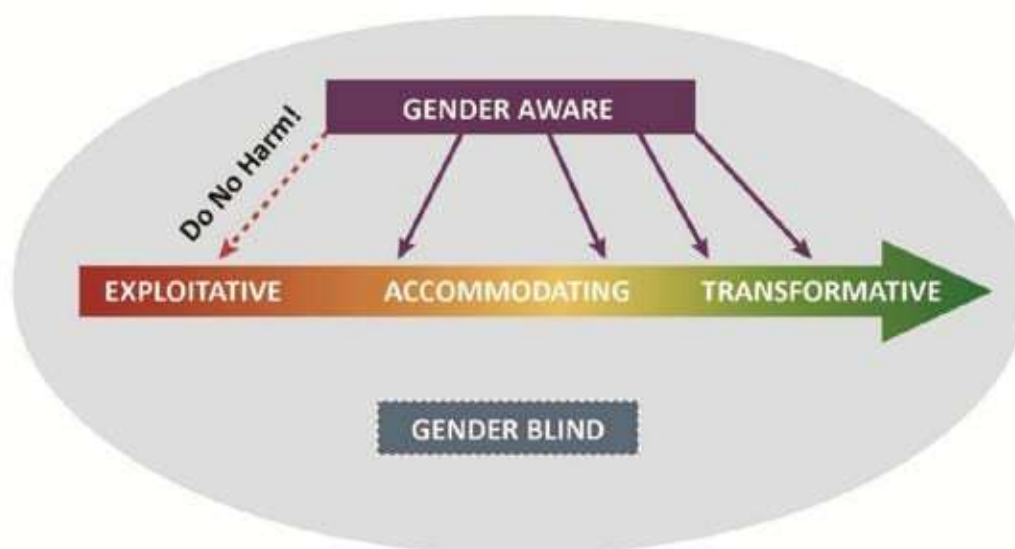 GENDER AWARE
Do No Harm!
EXPLOITATIVE
ACCOMMODATING
TRANSFORMATIVE
GENDER BLIND